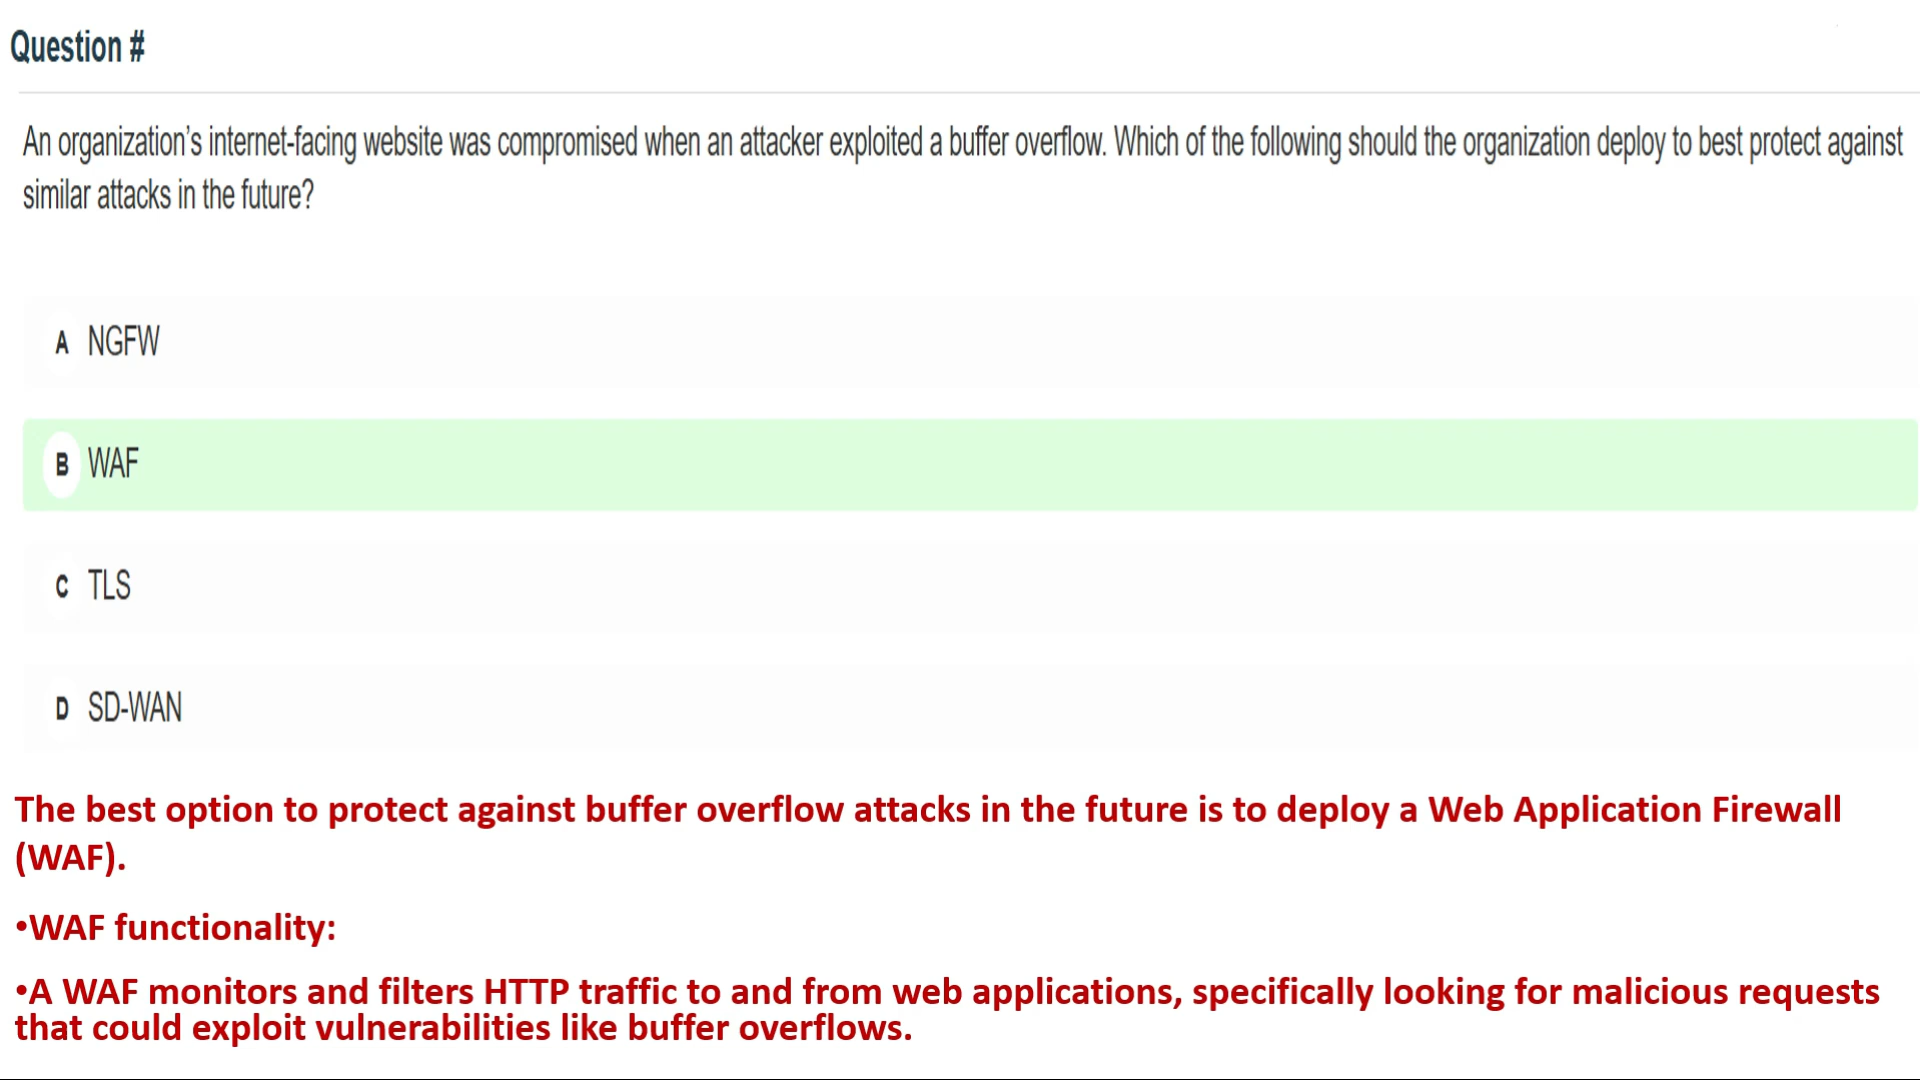 Question #
An organization’s internet-facing website was compromised when an attacker exploited a buffer overflow. Which of the following should the organization deploy to best protect against
similar attacks in the future?
A NGFW
B WAF
C TLS
D SD-WAN
The best option to protect against buffer overflow attacks in the future is to deploy a Web Application Firewall
(WAF).
•WAF functionality:
•A WAF monitors and filters HTTP traffic to and from web applications, specifically looking for malicious requests
that could exploit vulnerabilities like buffer overflows.